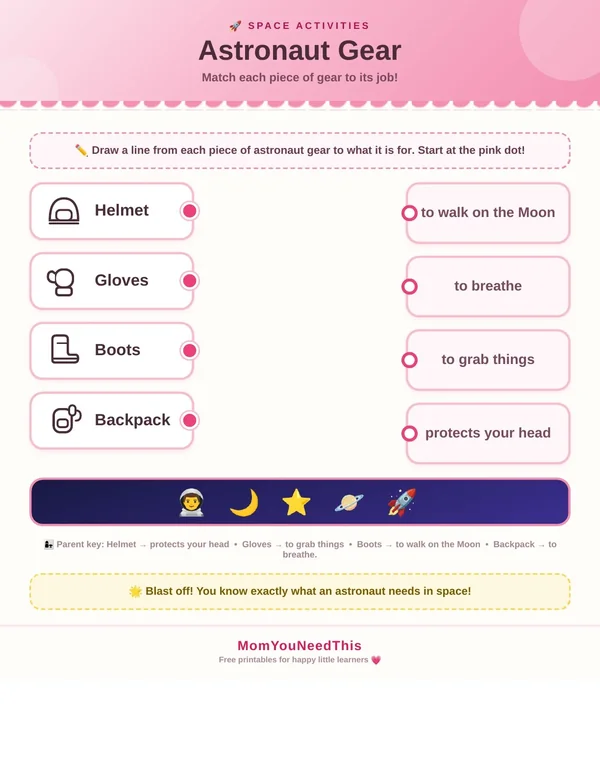 🚀 SPACE ACTIVITIES
Astronaut Gear
Match each piece of gear to its job!
✏️ Draw a line from each piece of astronaut gear to what it is for. Start at the pink dot!
Helmet
to walk on the Moon
Gloves
to breathe
Boots
to grab things
Backpack
protects your head
Parent key: Helmet → protects your head • Gloves → to grab things • Boots → to walk on the Moon • Backpack → to
breathe.
🌟 Blast off! You know exactly what an astronaut needs in space!
MomYouNeedThis
Free printables for happy little learners 💗